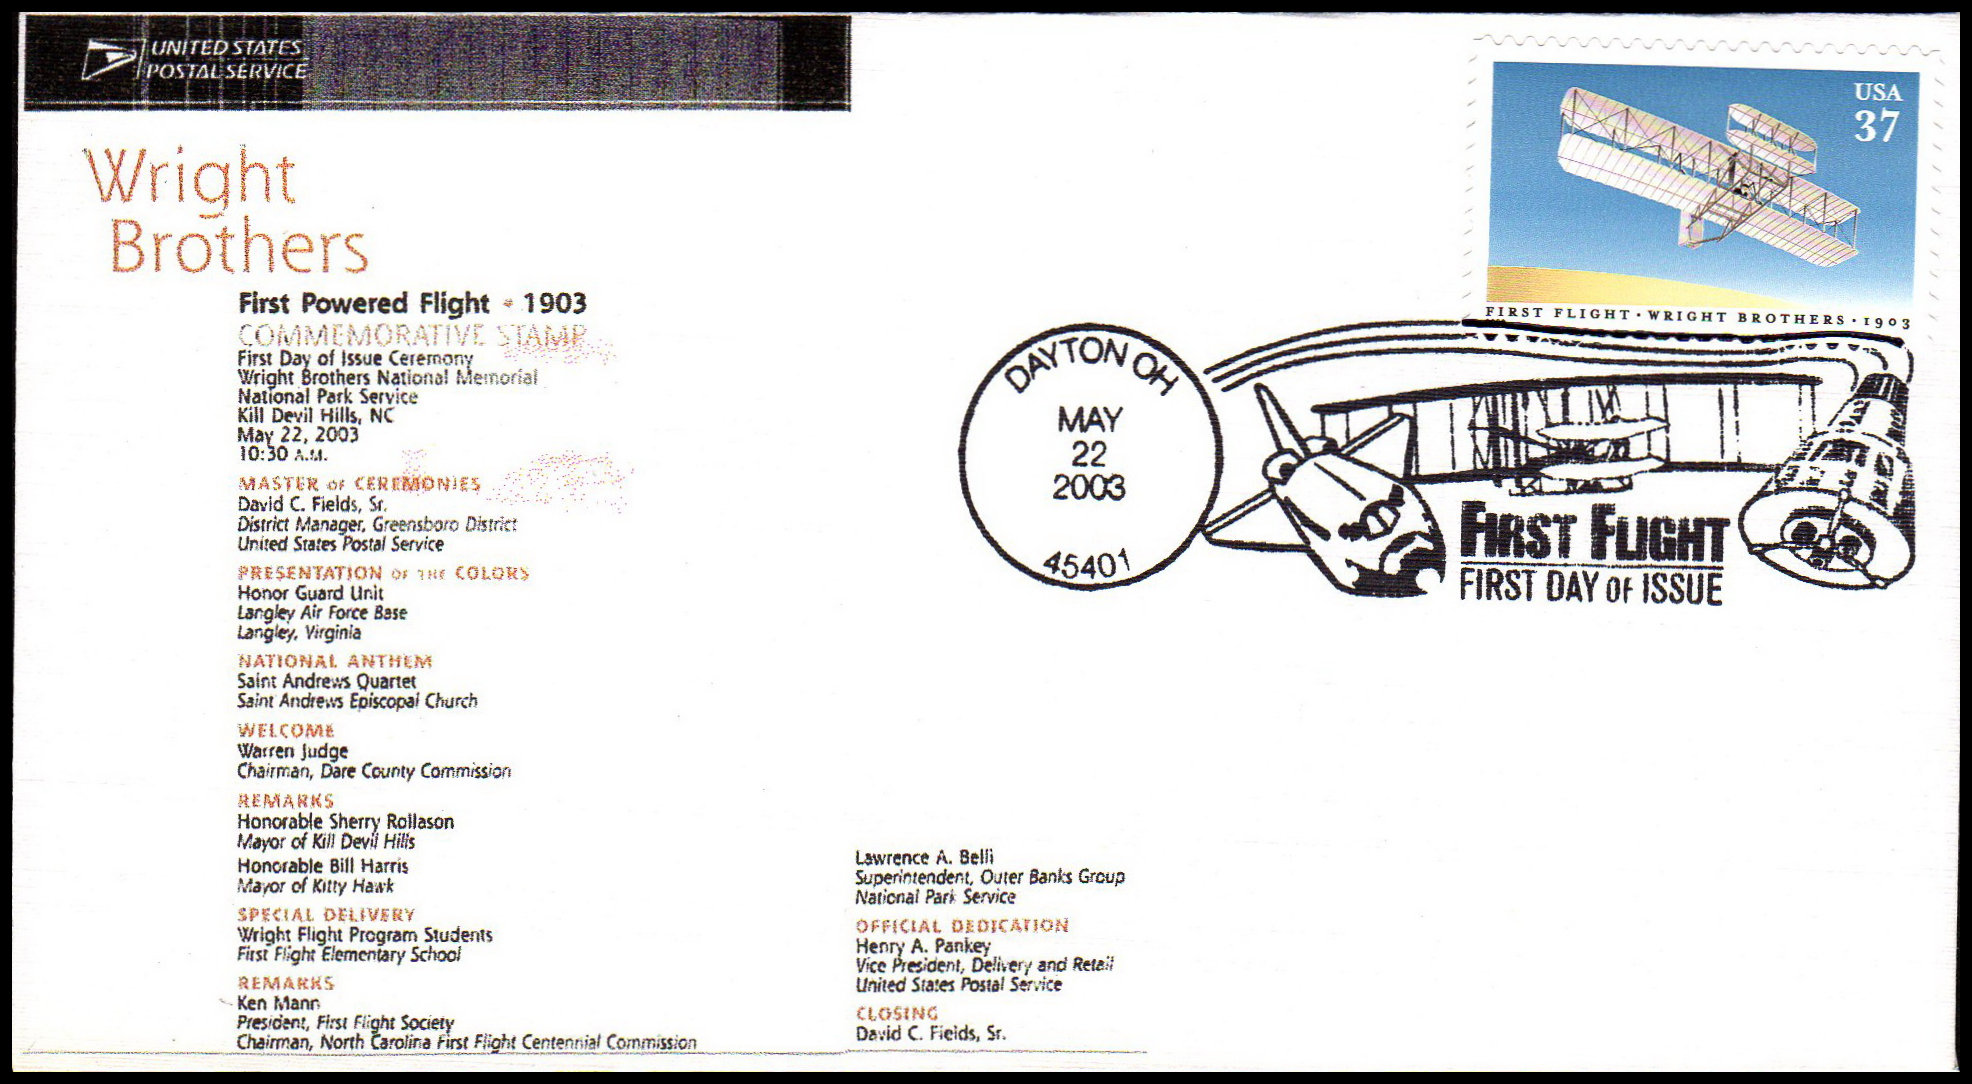 UNITED STATES
POSTAL SERVICE
Wright
Brothers
First Powered Flight • 1903
COMMEMORATIVE STAMP
First Day of Issue Ceremony
Wright Brothers National Memorial
National Park Service
Kill Devil Hills, NC
May 22, 2003
10:30 A.M.
MASTER OF CEREMONIES
David C. Fields, Sr.
District Manager, Greensboro District
United States Postal Service
PRESENTATION OF THE COLORS
Honor Guard Unit
Langley Air Force Base
Langley, Virginia
NATIONAL ANTHEM
Saint Andrews Quartet
Saint Andrews Episcopal Church
WELCOME
Warren Judge
Chairman, Dare County Commission
REMARKS
Honorable Sherry Rollason
Mayor of Kill Devil Hills
Honorable Bill Harris
Mayor of Kitty Hawk
SPECIAL DELIVERY
Wright Flight Program Students
First Flight Elementary School
REMARKS
Ken Mann
President, First Flight Society
Chairman, North Carolina First Flight Centennial Commission
Lawrence A. Belli
Superintendent, Outer Banks Group
National Park Service
OFFICIAL DEDICATION
Henry A. Pankey
Vice President, Delivery and Retail
United States Postal Service
CLOSING
David C. Fields, Sr.
USA
37
FIRST FLIGHT • WRIGHT BROTHERS • 1903
DAYTON OH
MAY
22
2003
45401
FIRST FLIGHT
FIRST DAY OF ISSUE